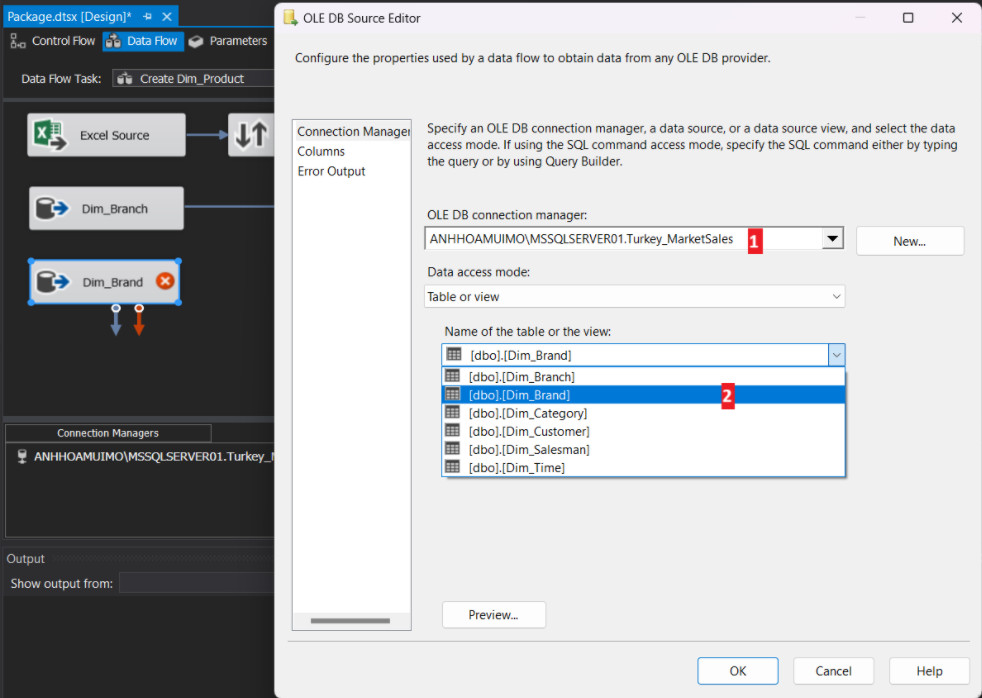 Package.dtsx [Design]*
Control Flow
Data Flow
Parameters
Data Flow Task:
Create Dim_Product
Excel Source
Dim_Branch
Dim_Brand
Connection Managers
ANHHOAMUIMO\MSSQLSERVER01.Turkey_
Output
Show output from:
OLE DB Source Editor
Configure the properties used by a data flow to obtain data from any OLE DB provider.
Connection Manager
Columns
Error Output
Specify an OLE DB connection manager, a data source, or a data source view, and select the data
access mode. If using the SQL command access mode, specify the SQL command either by typing
the query or by using Query Builder.
OLE DB connection manager:
ANHHOAMUIMO\MSSQLSERVER01.Turkey_MarketSales
1
New...
Data access mode:
Table or view
Name of the table or the view:
[dbo].[Dim_Brand]
[dbo].[Dim_Branch]
[dbo].[Dim_Brand]
2
[dbo].[Dim_Category]
[dbo].[Dim_Customer]
[dbo].[Dim_Salesman]
[dbo].[Dim_Time]
Preview...
OK
Cancel
Help